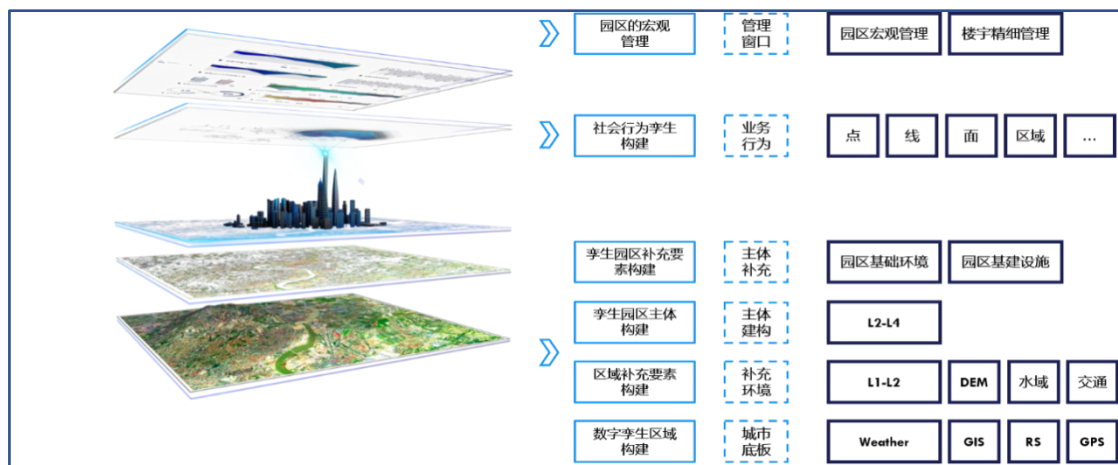 园区的宏观
管理
管理
窗口
园区宏观管理
楼宇精细管理
社会行为孪生
构建
业务
行为
点
线
面
区域
...
孪生园区补充要
素构建
主体
补充
园区基础环境
园区基建设施
孪生园区主体
构建
主体
建构
L2-L4
区域补充要素
构建
补充
环境
L1-L2
DEM
水域
交通
数字孪生区域
构建
城市
底板
Weather
GIS
RS
GPS